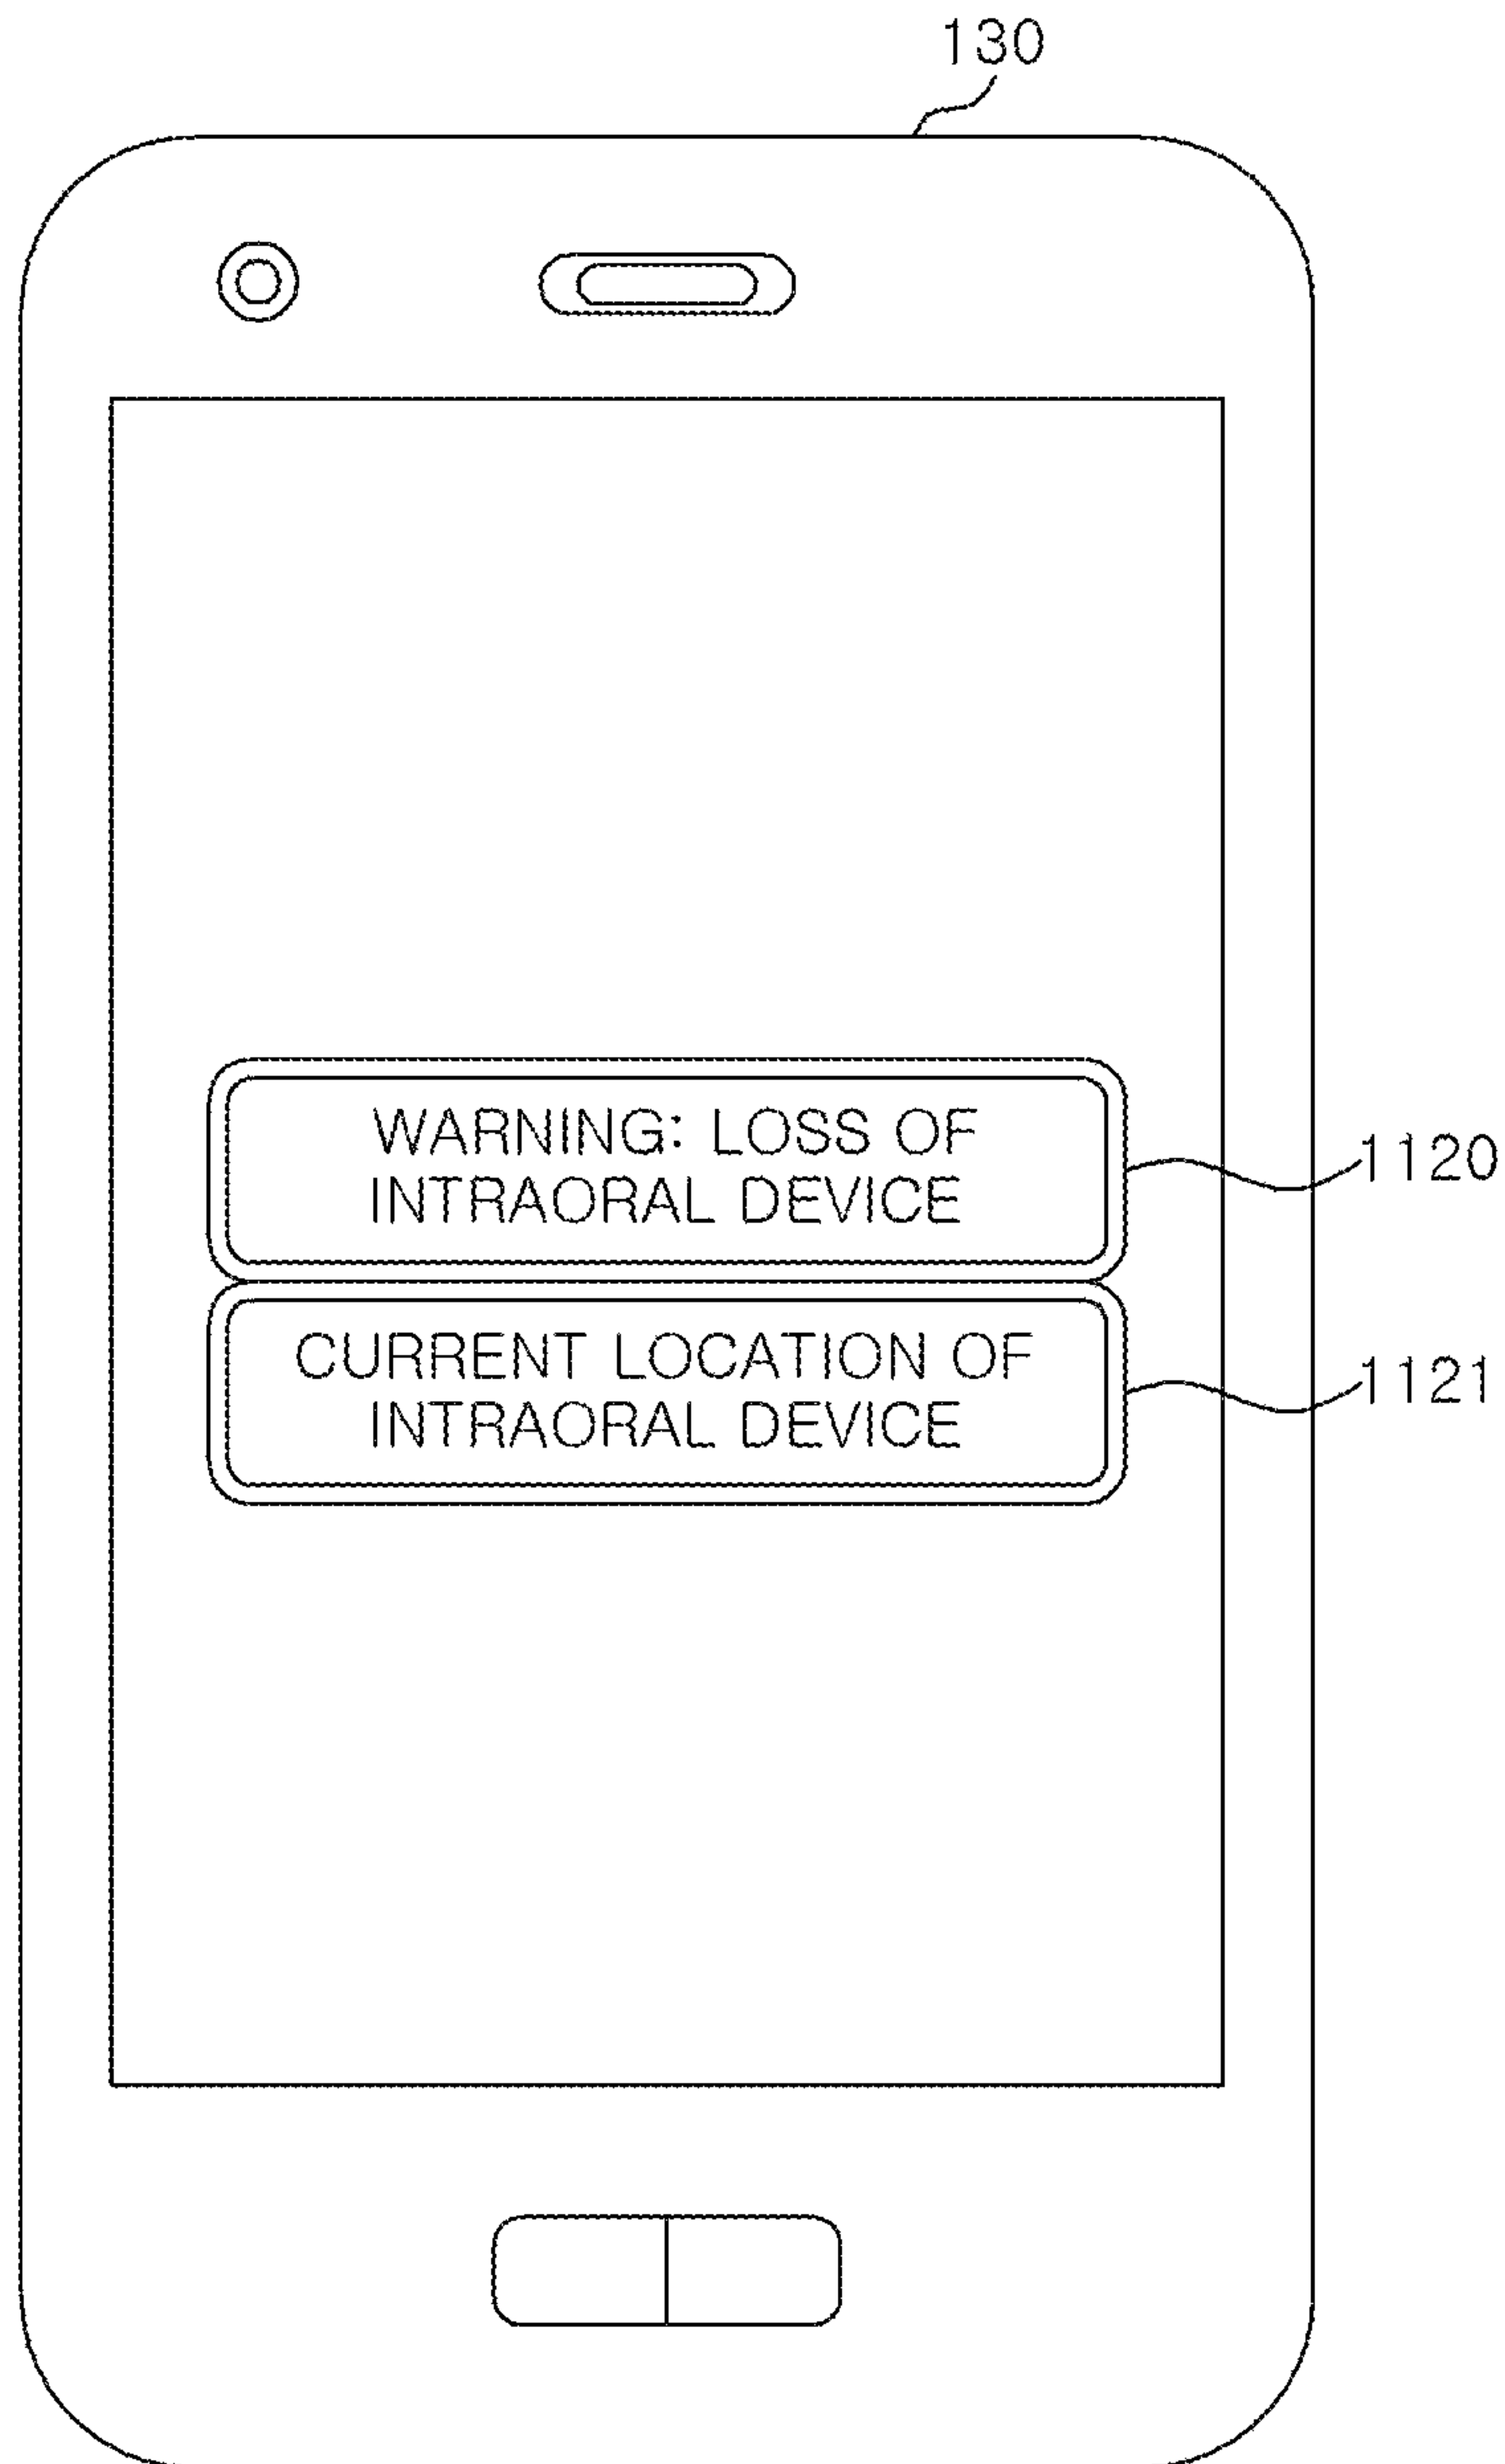 130
WARNING: LOSS OF
INTRAORAL DEVICE
1120
CURRENT LOCATION OF
INTRAORAL DEVICE
1121